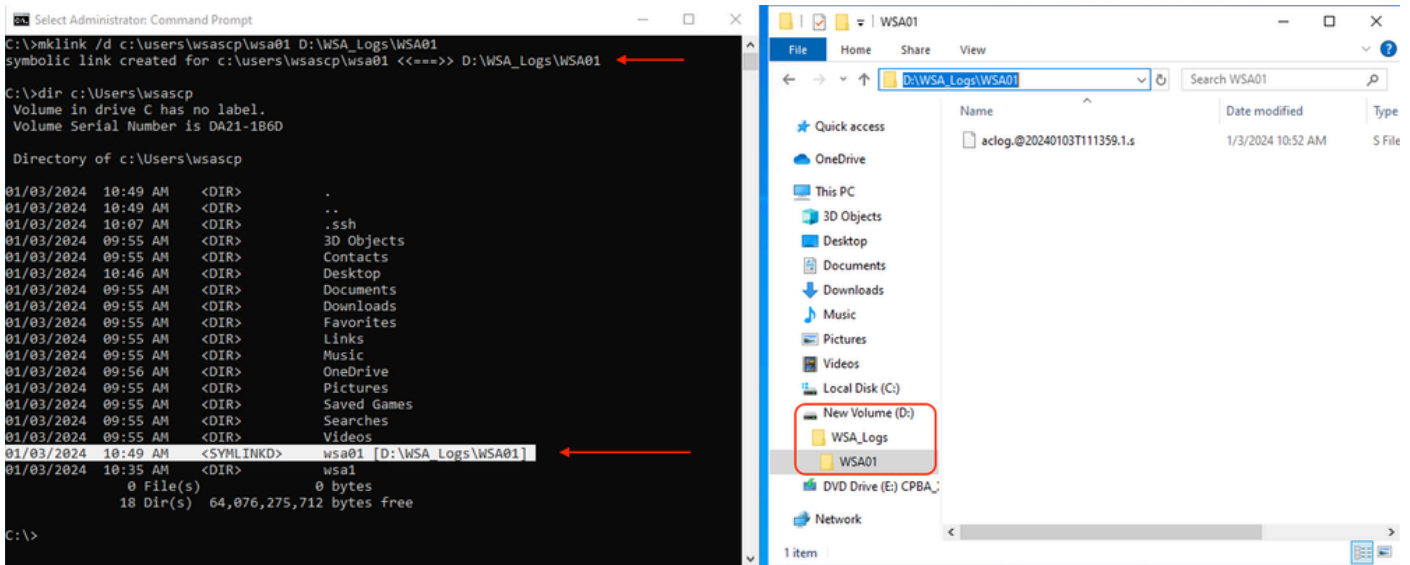 Select Administrator: Command Prompt
C:\>mklink /d c:\users\wsascp\wsa01 D:\WSA_Logs\WSA01
symbolic link created for c:\users\wsascp\wsa01 <<===>> D:\WSA_Logs\WSA01
C:\>dir c:\Users\wsascp
Volume in drive C has no label.
Volume Serial Number is DA21-1B6D
Directory of c:\Users\wsascp
01/03/2024 10:49 AM <DIR> .
01/03/2024 10:49 AM <DIR> ..
01/03/2024 10:07 AM <DIR> .ssh
01/03/2024 09:55 AM <DIR> 3D Objects
01/03/2024 09:55 AM <DIR> Contacts
01/03/2024 10:46 AM <DIR> Desktop
01/03/2024 09:55 AM <DIR> Documents
01/03/2024 09:55 AM <DIR> Downloads
01/03/2024 09:55 AM <DIR> Favorites
01/03/2024 09:55 AM <DIR> Links
01/03/2024 09:55 AM <DIR> Music
01/03/2024 09:56 AM <DIR> OneDrive
01/03/2024 09:55 AM <DIR> Pictures
01/03/2024 09:55 AM <DIR> Saved Games
01/03/2024 09:55 AM <DIR> Searches
01/03/2024 09:55 AM <DIR> Videos
01/03/2024 10:49 AM <SYMLINKD> wsa01 [D:\WSA_Logs\WSA01]
01/03/2024 10:35 AM <DIR> wsa1
0 File(s) 0 bytes
18 Dir(s) 64,076,275,712 bytes free
C:\>
WSA01
File Home Share View
D:\WSA_Logs\WSA01 Search WSA01
Name Date modified Type
aclog.@20240103T111359.1.s 1/3/2024 10:52 AM S File
Quick access
OneDrive
This PC
3D Objects
Desktop
Documents
Downloads
Music
Pictures
Videos
Local Disk (C:)
New Volume (D:)
WSA_Logs
WSA01
DVD Drive (E:) CPBA_
Network
1 item